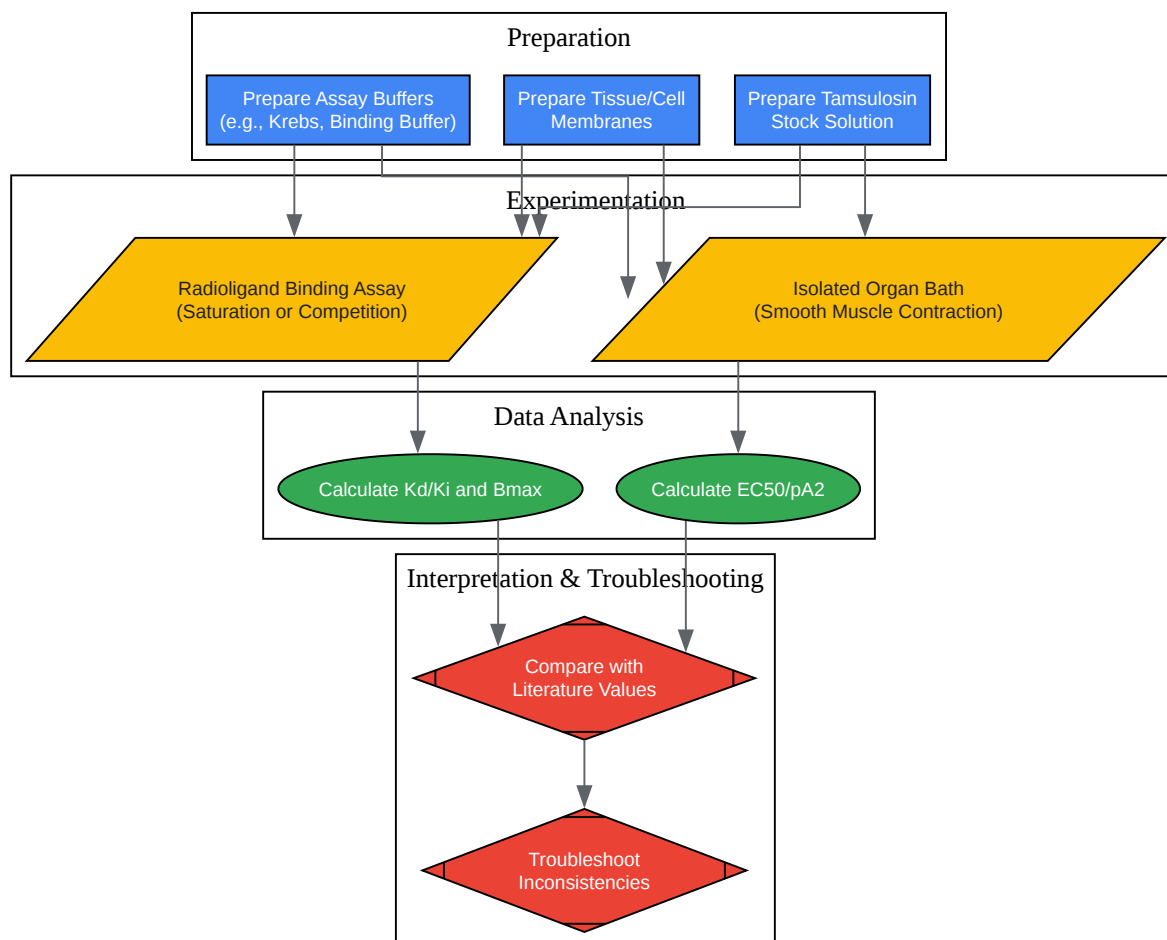 Preparation
Prepare Assay Buffers
(e.g., Krebs, Binding Buffer)
Prepare Tissue/Cell
Membranes
Prepare Tamsulosin
Stock Solution
Experimentation
Radioligand Binding Assay
(Saturation or Competition)
Isolated Organ Bath
(Smooth Muscle Contraction)
Data Analysis
Calculate Kd/Ki and Bmax
Calculate EC50/pA2
Interpretation & Troubleshooting
Compare with
Literature Values
Troubleshoot
Inconsistencies